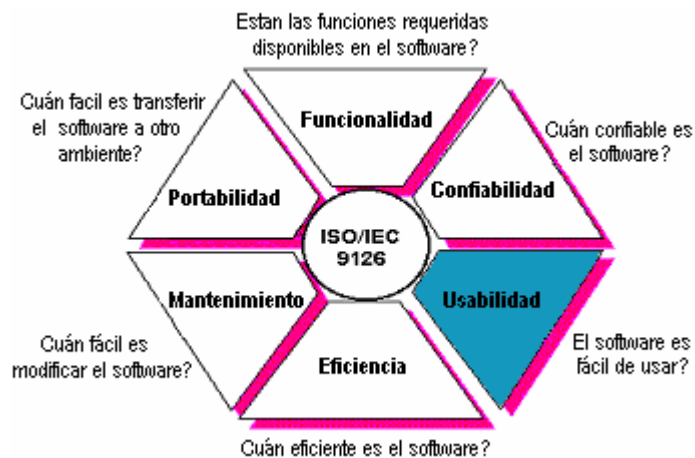 Estan las funciones requeridas
disponibles en el software?
Funcionalidad
Cuán confiable es
el software?
Confiabilidad
Usabilidad
El software es
fácil de usar?
Eficiencia
Cuán eficiente es el software?
Mantenimiento
Cuán fácil es
modificar el software?
Portabilidad
Cuán facil es transferir
el software a otro
ambiente?
ISO/IEC
9126